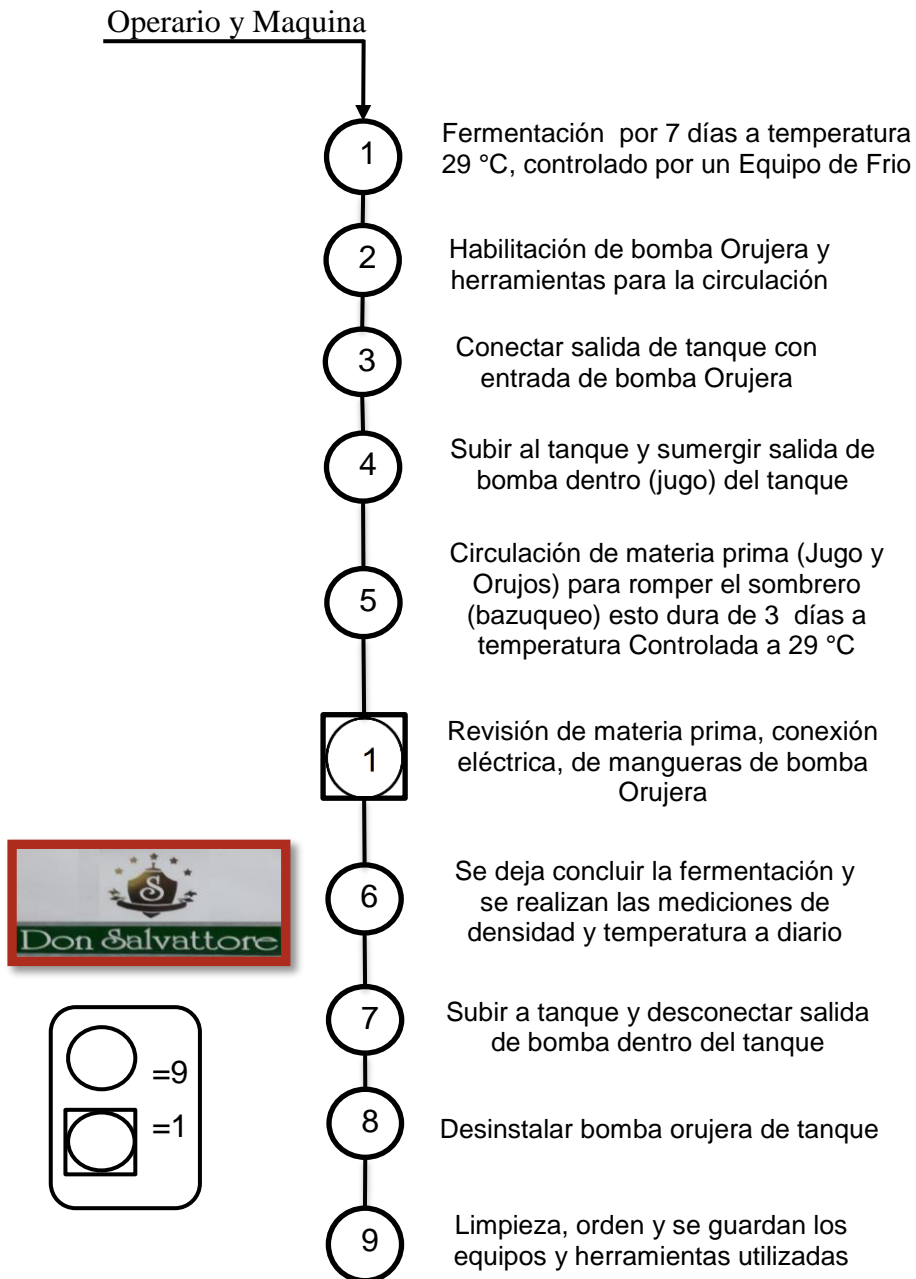 Operario y Maquina
1
Fermentación por 7 días a temperatura
29 °C, controlado por un Equipo de Frio
2
Habilitación de bomba Orujera y
herramientas para la circulación
3
Conectar salida de tanque con
entrada de bomba Orujera
4
Subir al tanque y sumergir salida de
bomba dentro (jugo) del tanque
5
Circulación de materia prima (Jugo y
Orujos) para romper el sombrero
(bazuqueo) esto dura de 3 días a
temperatura Controlada a 29 °C
1
Revisión de materia prima, conexión
eléctrica, de mangueras de bomba
Orujera
6
Se deja concluir la fermentación y
se realizan las mediciones de
densidad y temperatura a diario
S
Don Salvattore
7
Subir a tanque y desconectar salida
de bomba dentro del tanque
=9
=1
8
Desinstalar bomba orujera de tanque
9
Limpieza, orden y se guardan los
equipos y herramientas utilizadas